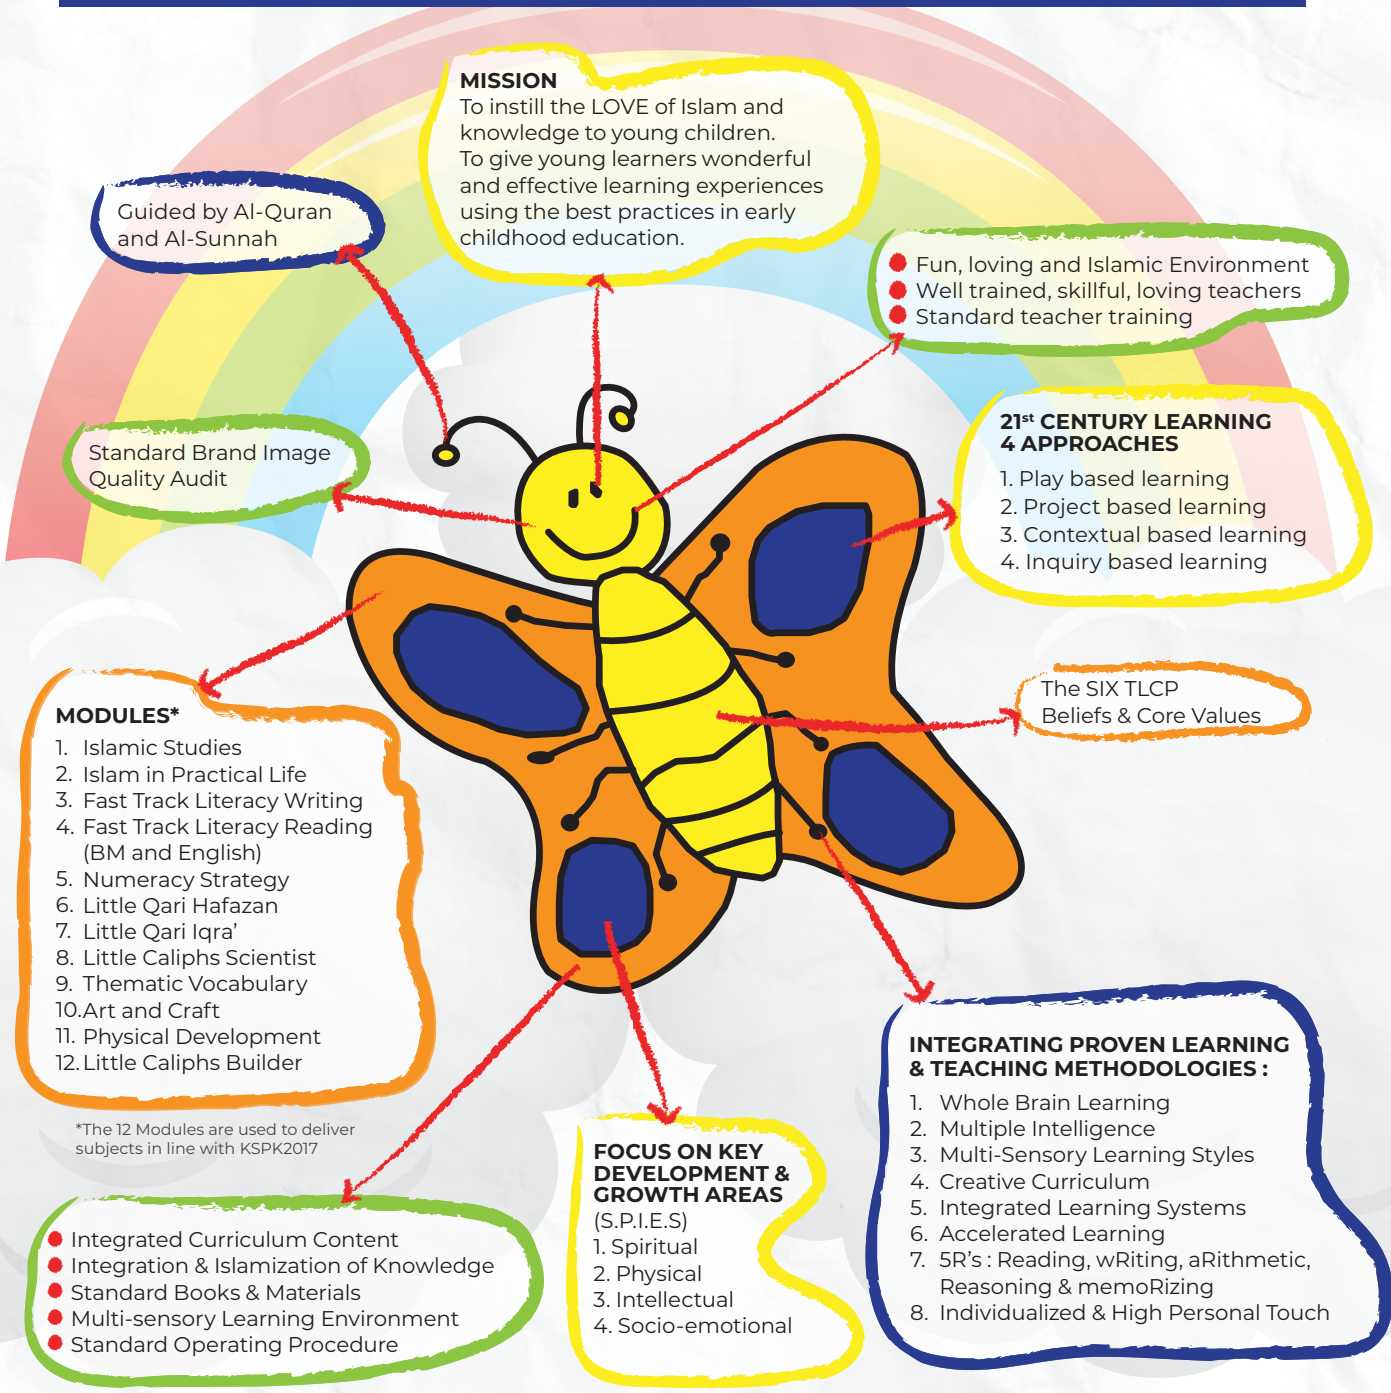 MISSION
To instill the LOVE of Islam and
knowledge to young children.
To give young learners wonderful
and effective learning experiences
using the best practices in early
childhood education.
Guided by Al-Quran
and Al-Sunnah
Fun, loving and Islamic Environment
Well trained, skillful, loving teachers
Standard teacher training
Standard Brand Image
Quality Audit
21st CENTURY LEARNING
4 APPROACHES
1. Play based learning
2. Project based learning
3. Contextual based learning
4. Inquiry based learning
The SIX TLCP
Beliefs & Core Values
MODULES*
1. Islamic Studies
2. Islam in Practical Life
3. Fast Track Literacy Writing
4. Fast Track Literacy Reading
(BM and English)
5. Numeracy Strategy
6. Little Qari Hafazan
7. Little Qari Iqra’
8. Little Caliphs Scientist
9. Thematic Vocabulary
10. Art and Craft
11. Physical Development
12. Little Caliphs Builder
*The 12 Modules are used to deliver
subjects in line with KSPK2017
Integrated Curriculum Content
Integration & Islamization of Knowledge
Standard Books & Materials
Multi-sensory Learning Environment
Standard Operating Procedure
FOCUS ON KEY
DEVELOPMENT &
GROWTH AREAS
(S.P.I.E.S)
1. Spiritual
2. Physical
3. Intellectual
4. Socio-emotional
INTEGRATING PROVEN LEARNING
& TEACHING METHODOLOGIES :
1. Whole Brain Learning
2. Multiple Intelligence
3. Multi-Sensory Learning Styles
4. Creative Curriculum
5. Integrated Learning Systems
6. Accelerated Learning
7. 5R’s : Reading, wRiting, aRithmetic,
Reasoning & memoRizing
8. Individualized & High Personal Touch